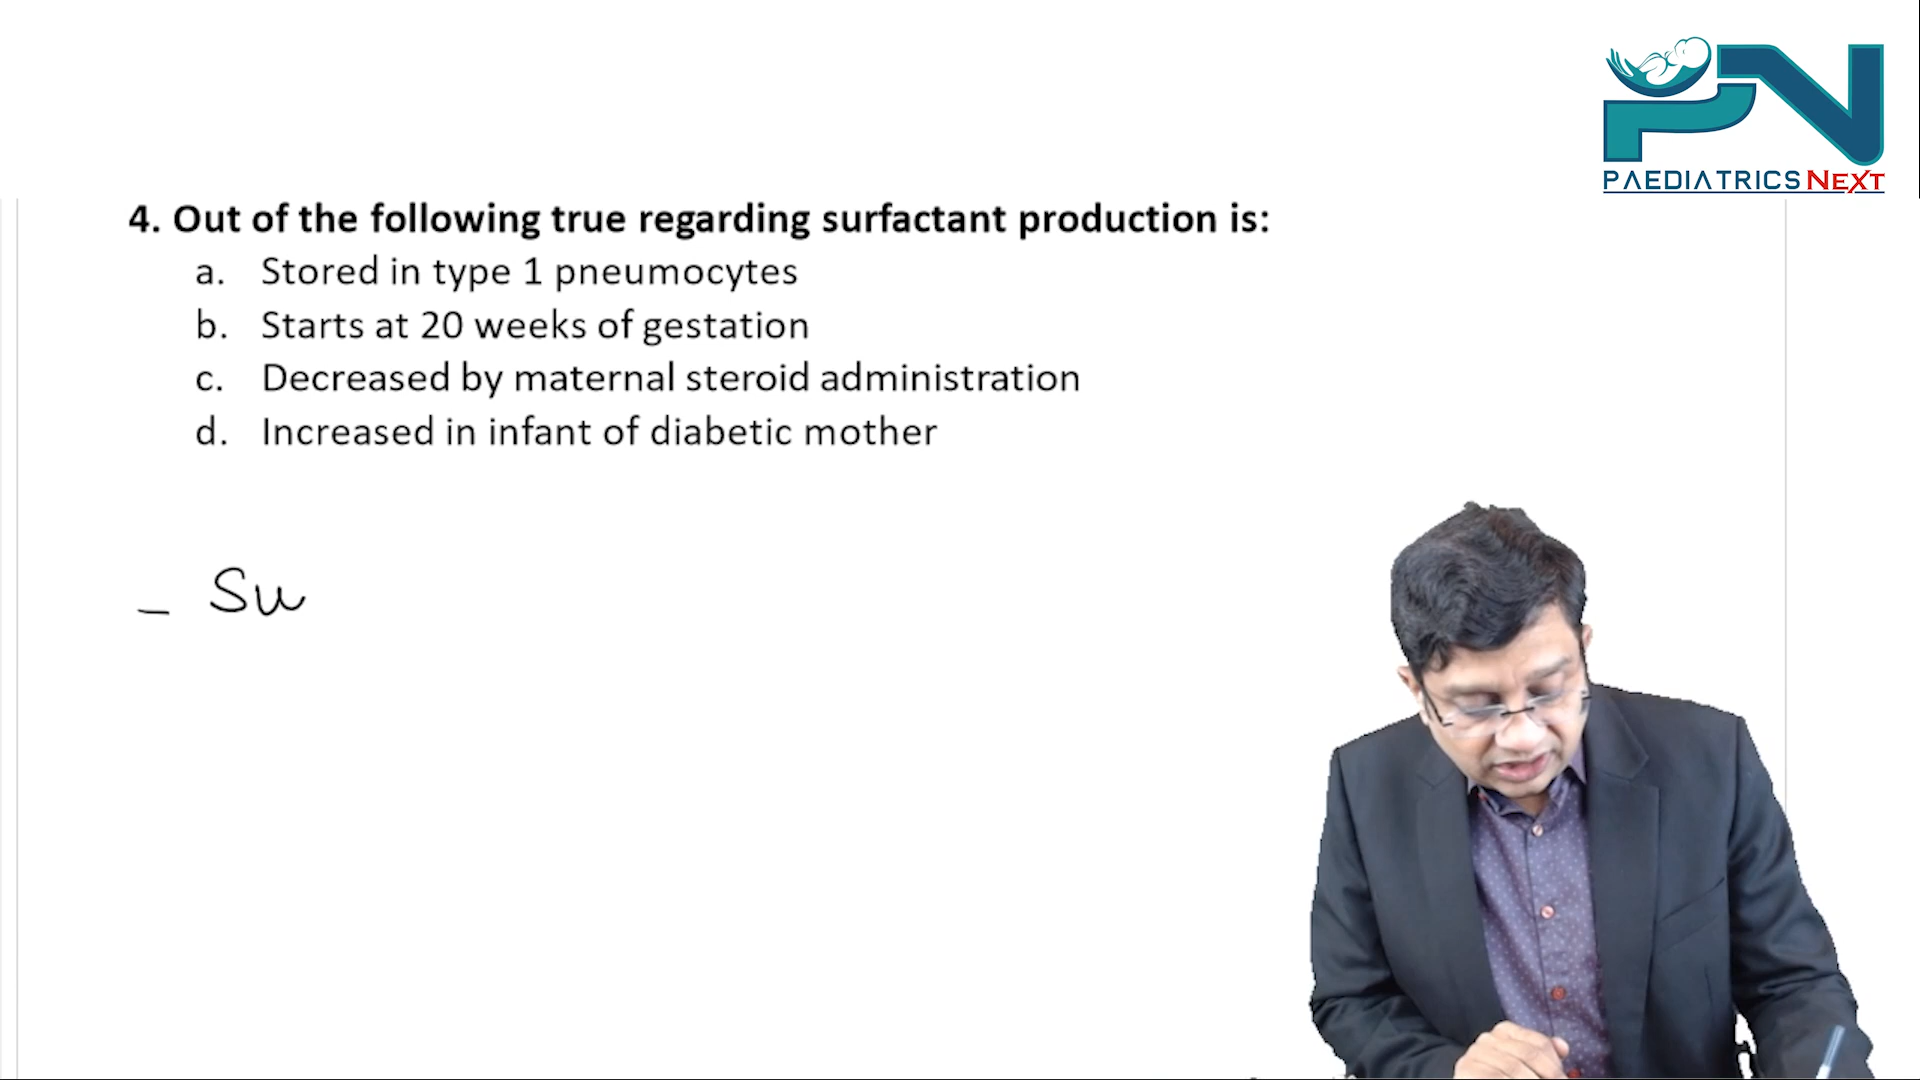 PAEDIATRICS NEXT
4. Out of the following true regarding surfactant production is:
a. Stored in type 1 pneumocytes
b. Starts at 20 weeks of gestation
c. Decreased by maternal steroid administration
d. Increased in infant of diabetic mother
– Su